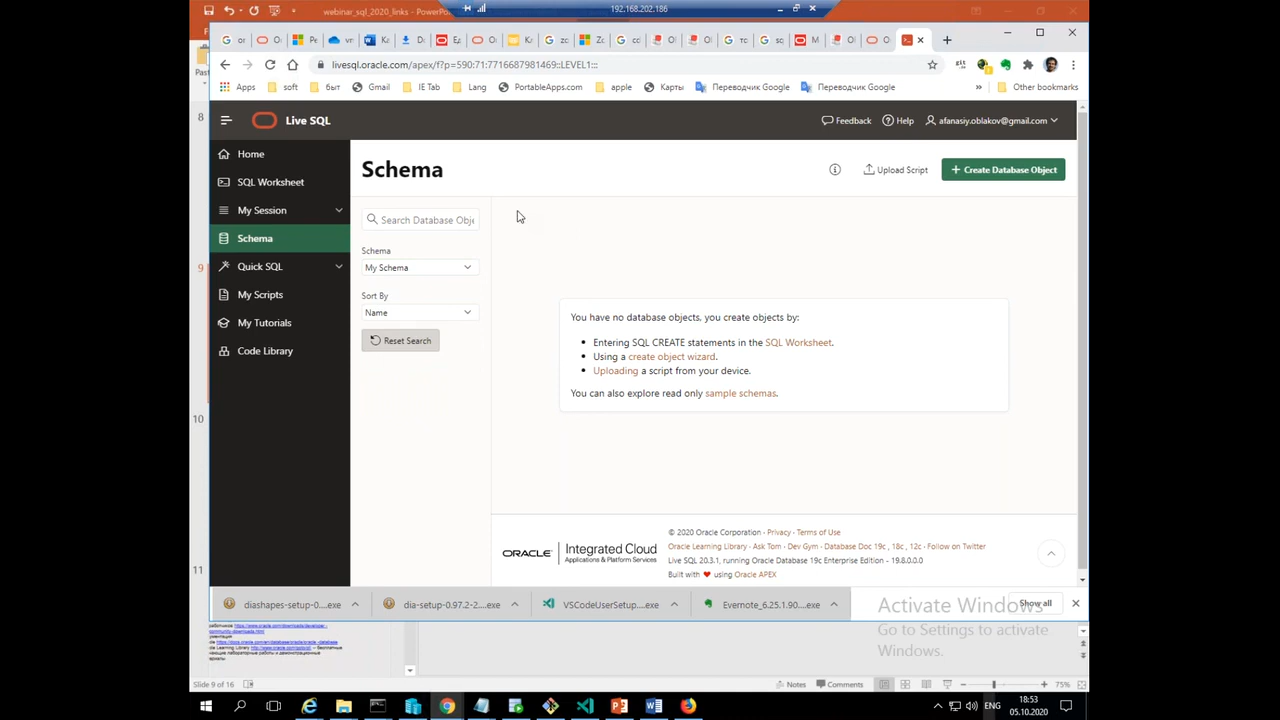 webinar_sql_2020_links - PowerPo...
192.168.202.186
Past
livesql.oracle.com/apex/f?p=590:71:7716687981469::LEVEL1:::
Apps
soft
быт
Gmail
IE Tab
Lang
PortableApps.com
apple
Карты
Переводчик Google
Переводчик Google
»
Other bookmarks
Live SQL
Feedback
Help
afanasiy.oblakov@gmail.com
Home
SQL Worksheet
My Session
Schema
Quick SQL
My Scripts
My Tutorials
Code Library
Schema
Upload Script
+ Create Database Object
Search Database Obje
Schema
My Schema
Sort By
Name
Reset Search
You have no database objects, you create objects by:
• Entering SQL CREATE statements in the SQL Worksheet.
• Using a create object wizard.
• Uploading a script from your device.
You can also explore read only sample schemas.
ORACLE
Integrated Cloud
Applications & Platform Services
© 2020 Oracle Corporation · Privacy · Terms of Use
Oracle Learning Library · Ask Tom · Dev Gym · Database Doc 19c , 18c , 12c · Follow on Twitter
Live SQL 20.3.1, running Oracle Database 19c Enterprise Edition - 19.8.0.0.0
Built with ❤ using Oracle APEX
8
9
10
11
diashapes-setup-0....exe
dia-setup-0.97.2-2....exe
VSCodeUserSetup....exe
Evernote_6.25.1.90....exe
Show all
Activate Windows
Go to Settings to activate
Windows.
Slide 9 of 16
Notes
Comments
75%
ENG
18:53
05.10.2020